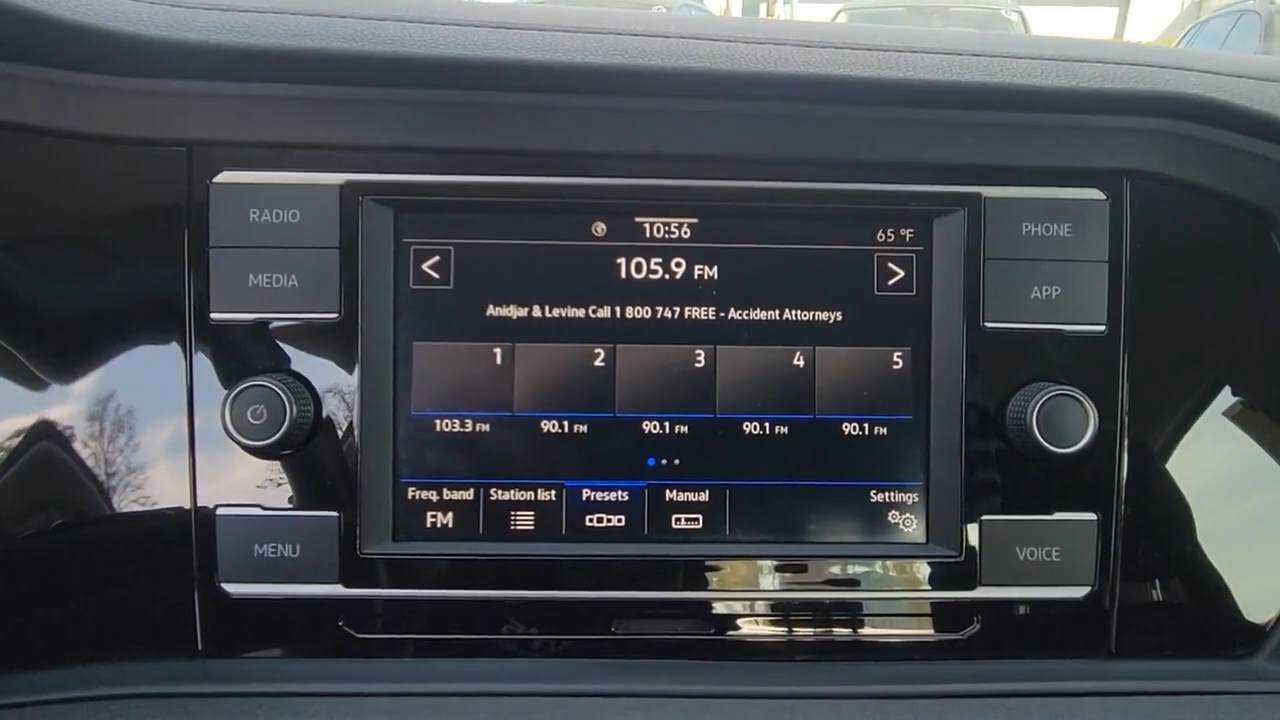 RADIO
MEDIA
MENU
10:56
65 °F
<
105.9 FM
>
Anidjar & Levine Call 1 800 747 FREE - Accident Attorneys
1 2 3 4 5
103.3 FM 90.1 FM 90.1 FM 90.1 FM 90.1 FM
Freq. band Station list Presets Manual Settings
FM
PHONE
APP
VOICE